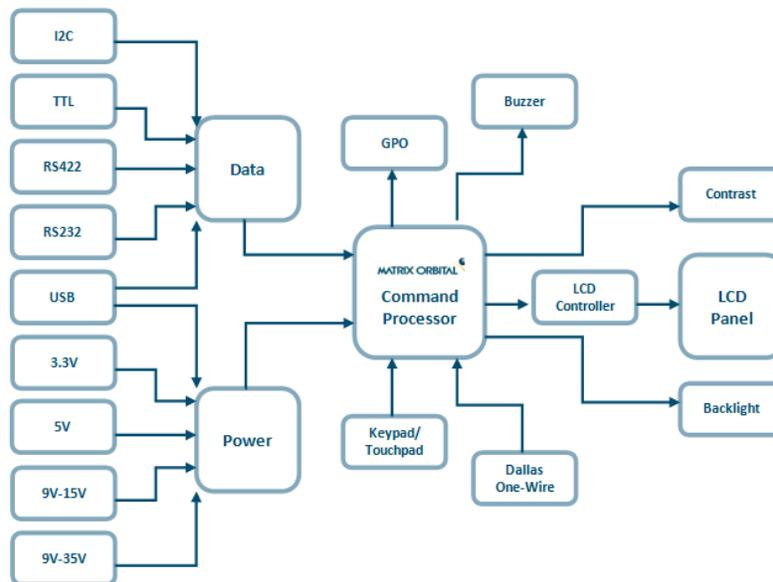 I2C
TTL
RS422
RS232
USB
3.3V
5V
9V-15V
9V-35V
Data
Power
GPO
Buzzer
MATRIX ORBITAL
Command
Processor
Keypad/
Touchpad
Dallas
One-Wire
Contrast
LCD
Controller
LCD
Panel
Backlight